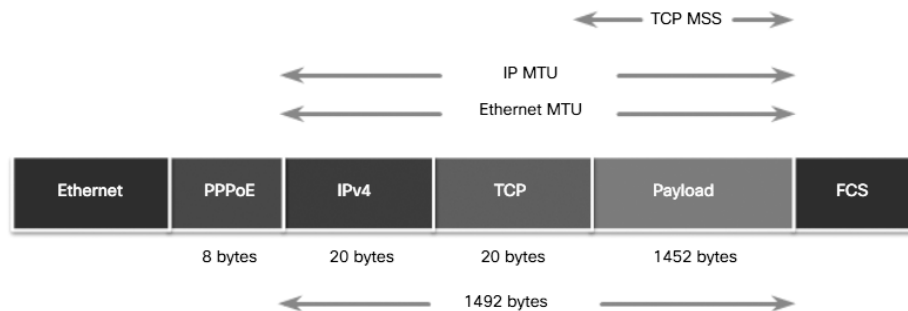 TCP MSS
IP MTU
Ethernet MTU
Ethernet PPPoE IPv4 TCP Payload FCS
8 bytes 20 bytes 20 bytes 1452 bytes
1492 bytes